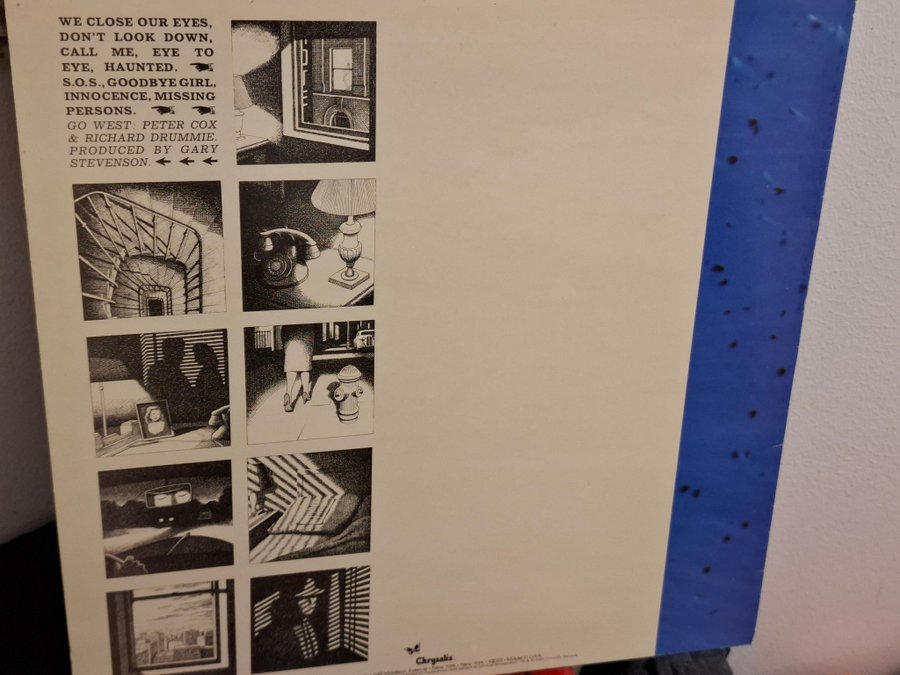 WE CLOSE OUR EYES,
DON'T LOOK DOWN,
CALL ME, EYE TO
EYE, HAUNTED.
S.O.S., GOODBYE GIRL,
INNOCENCE, MISSING
PERSONS.
GO WEST: PETER COX
& RICHARD DRUMMIE.
PRODUCED BY GARY
STEVENSON.
Chrysalis